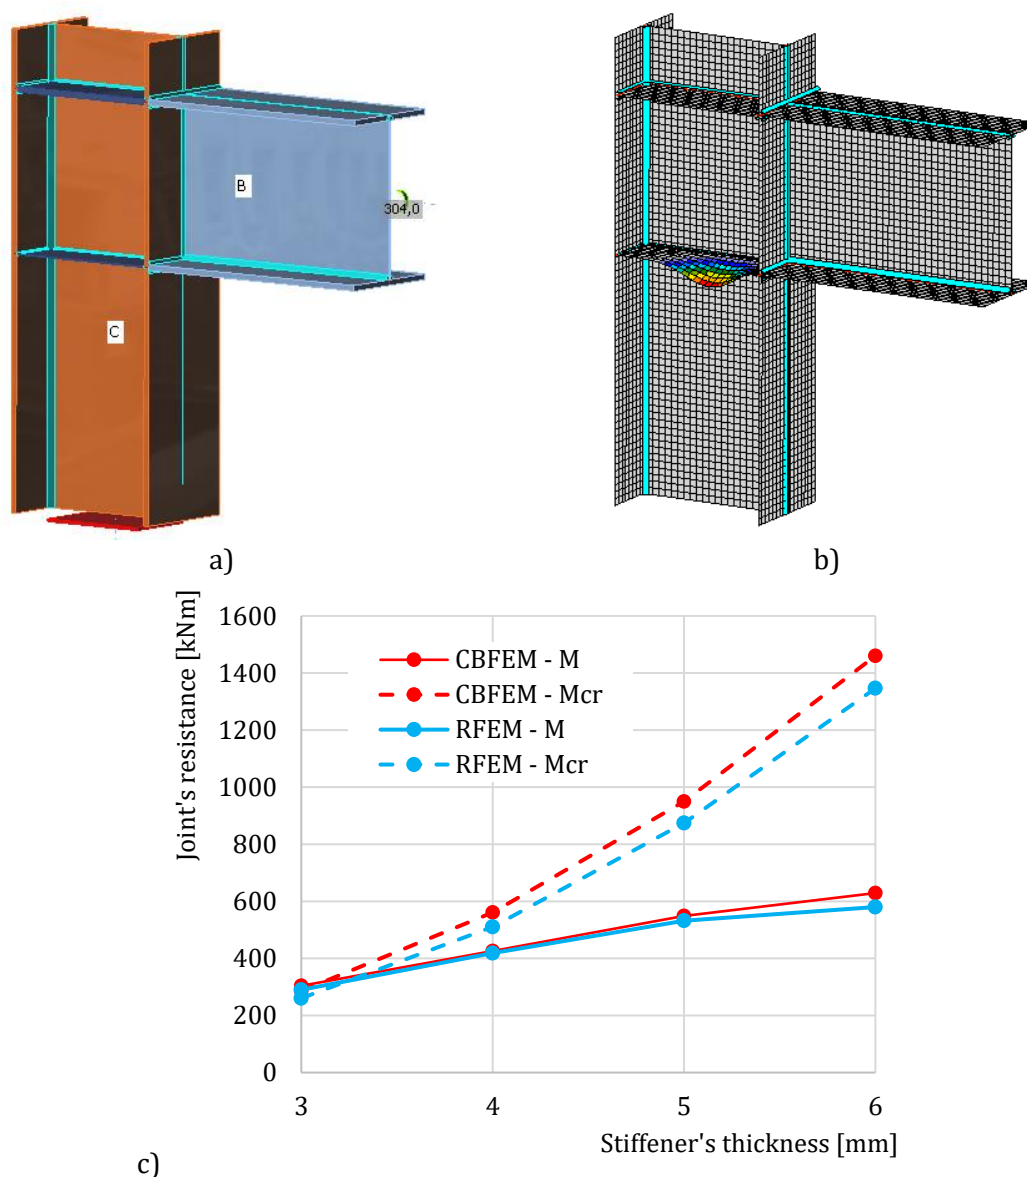 B
304,0
C
a)
b)
Joint's resistance [kNm]
1600
1400
1200
1000
800
600
400
200
0
CBFEM - M
CBFEM - Mcr
RFEM - M
RFEM - Mcr
3 4 5 6
Stiffener's thickness [mm]
c)